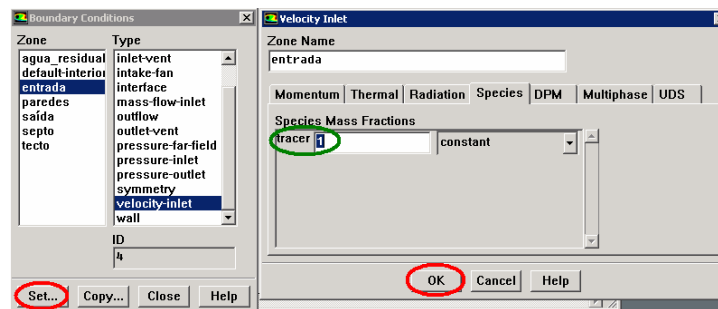 Boundary Conditions
Zone
Type
agua_residual
default-interior
entrada
paredes
saída
septo
tecto
inlet-vent
intake-fan
interface
mass-flow-inlet
outflow
outlet-vent
pressure-far-field
pressure-inlet
pressure-outlet
symmetry
velocity-inlet
wall
ID
4
Set... Copy... Close Help
Velocity Inlet
Zone Name
entrada
Momentum Thermal Radiation Species DPM Multiphase UDS
Species Mass Fractions
tracer 1 constant
OK Cancel Help